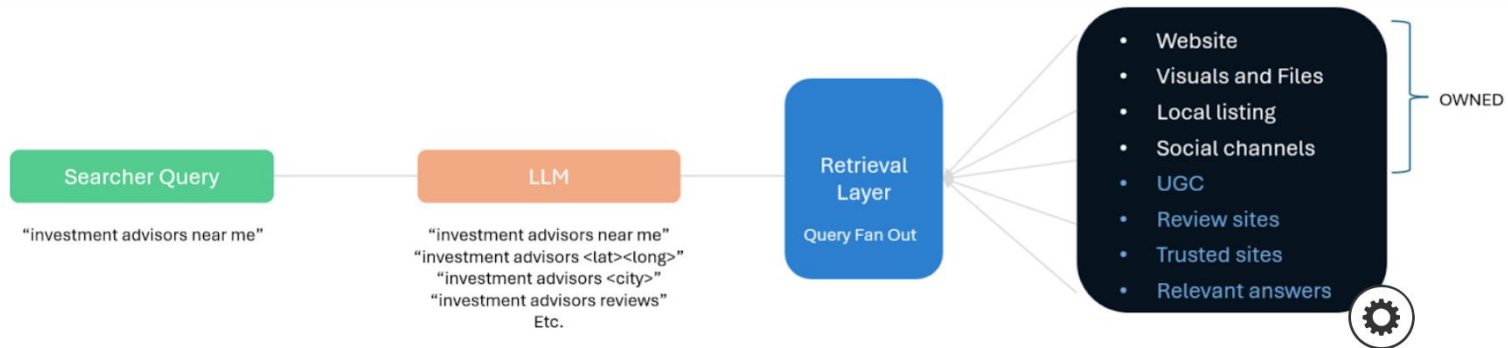 Searcher Query
“investment advisors near me”
LLM
“investment advisors near me”
“investment advisors <lat><long>”
“investment advisors <city>”
“investment advisors reviews”
Etc.
Retrieval
Layer
Query Fan Out
• Website
• Visuals and Files
• Local listing
• Social channels
• UGC
• Review sites
• Trusted sites
• Relevant answers
OWNED